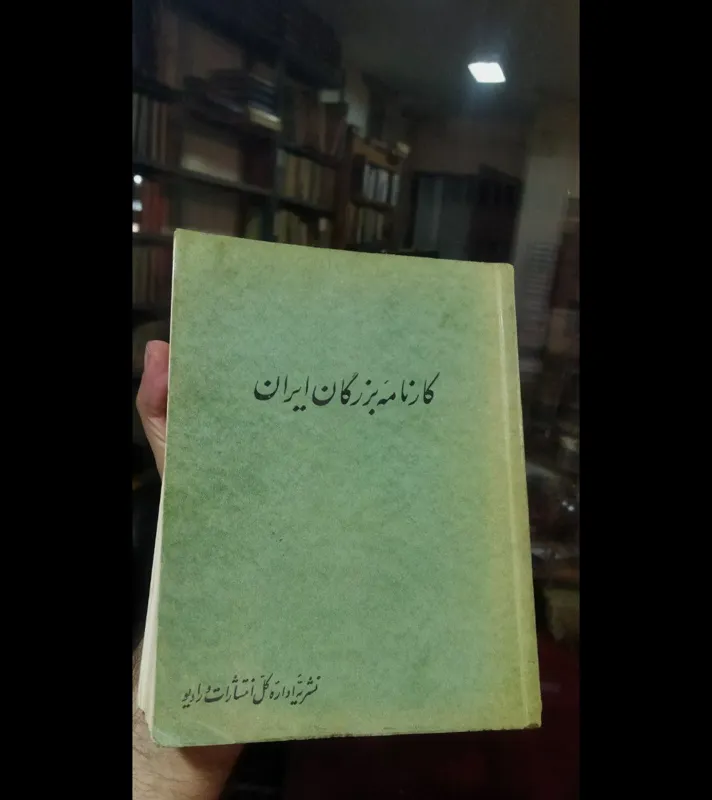 کارنامهٔ بزرگان ایران
نشریهٔ ادارهٔ کل انتشارات و رادیو